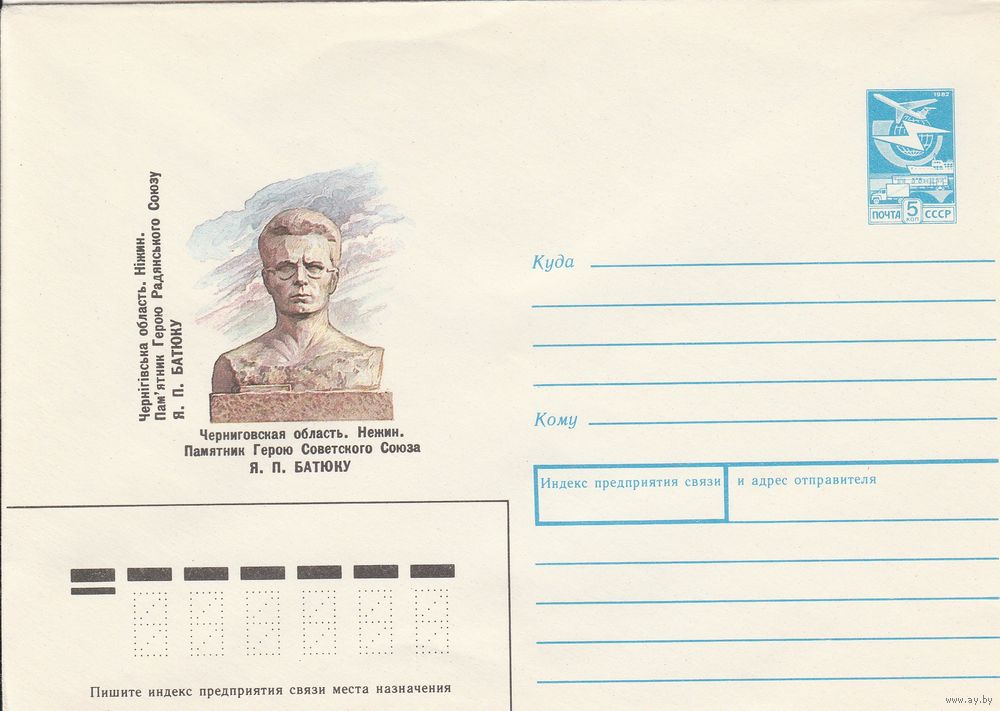 Чернігівська область. Ніжин.
Пам'ятник Герою Радянського Союзу
Я. П. БАТЮКУ
Черниговская область. Нежин.
Памятник Герою Советского Союза
Я. П. БАТЮКУ
1982
ПОЧТА 5 КОП СССР
Куда
Кому
Индекс предприятия связи
и адрес отправителя
Пишите индекс предприятия связи места назначения
www.ay.by